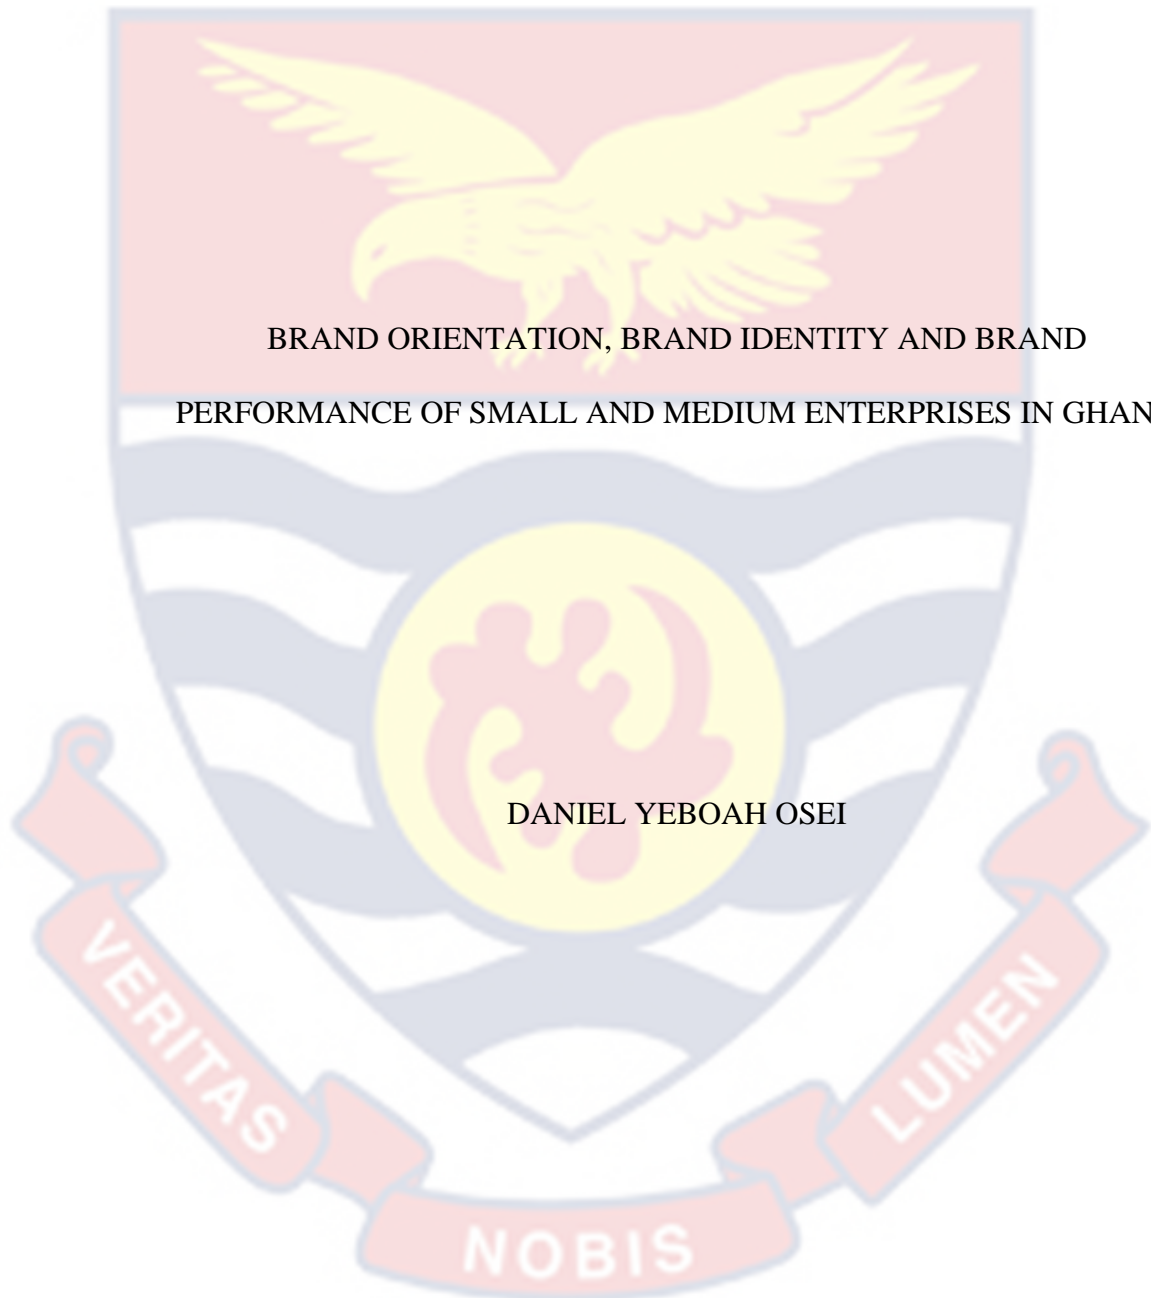 BRAND ORIENTATION, BRAND IDENTITY AND BRAND
PERFORMANCE OF SMALL AND MEDIUM ENTERPRISES IN GHAN
DANIEL YEBOAH OSEI
VERITAS
NOBIS
LUMEN